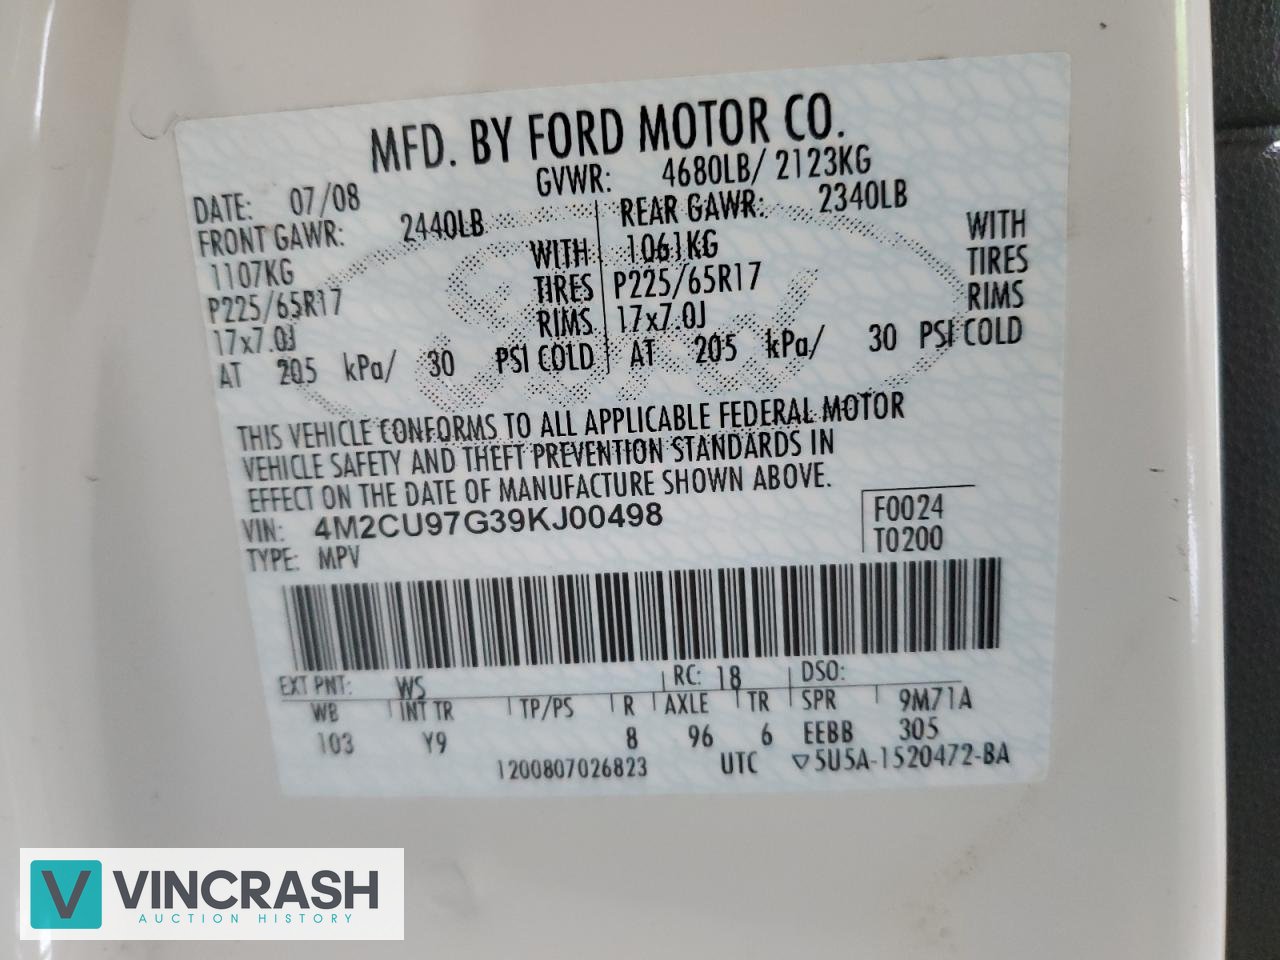 MFD. BY FORD MOTOR CO.
DATE: 07/08 GVWR: 4680LB/ 2123KG
FRONT GAWR: 2440LB REAR GAWR: 2340LB
1107KG WITH 1061KG WITH
P225/65R17 TIRES P225/65R17 TIRES
17x7.0J RIMS 17x7.0J RIMS
AT 205 kPa/ 30 PSI COLD AT 205 kPa/ 30 PSI COLD
THIS VEHICLE CONFORMS TO ALL APPLICABLE FEDERAL MOTOR
VEHICLE SAFETY AND THEFT PREVENTION STANDARDS IN
EFFECT ON THE DATE OF MANUFACTURE SHOWN ABOVE.
VIN: 4M2CU97G39KJ00498 F0024
TYPE: MPV T0200
EXT PNT: WS RC: 18 DSO:
WB INT TR TP/PS R AXLE TR SPR 9M71A
103 Y9 8 96 6 EEBB 305
1200807026823 UTC ▽5U5A-1520472-BA
V VINCRASH
AUCTION HISTORY